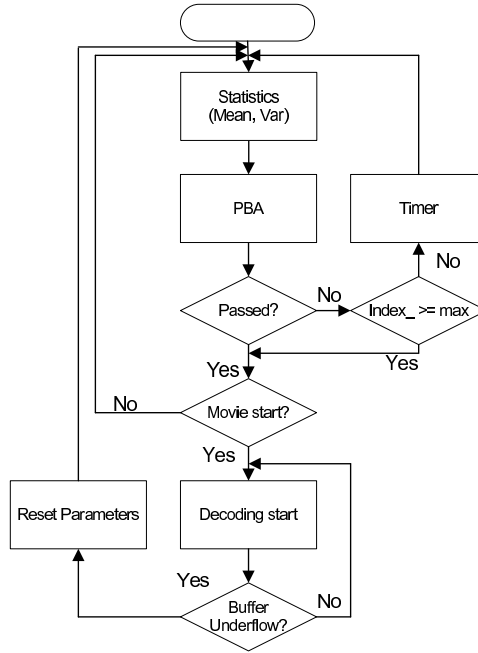 Statistics
(Mean, Var)
PBA
Timer
No
Passed?
No
Index_ >= max
Yes
Yes
No
Movie start?
Yes
Reset Parameters
Decoding start
Yes
Buffer
Underflow?
No